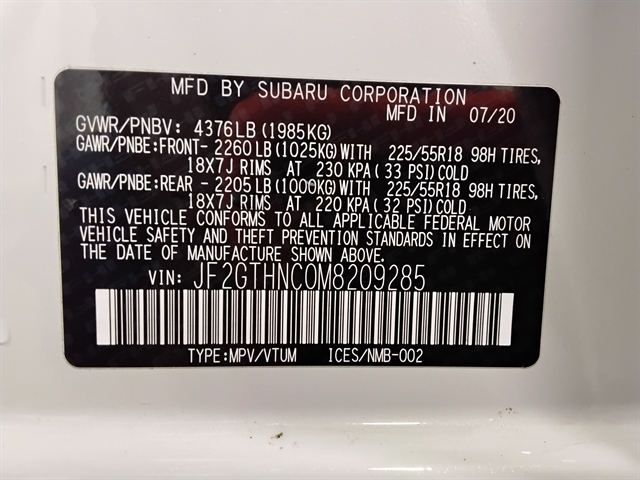 MFD BY SUBARU CORPORATION
MFD IN 07/20
GVWR/PNBV: 4376LB(1985KG)
GAWR/PNBE:FRONT- 2260LB(1025KG)WITH 225/55R18 98H TIRES,
18X7J RIMS AT 230 KPA(33 PSI)COLD
GAWR/PNBE:REAR - 2205LB(1000KG)WITH 225/55R18 98H TIRES,
18X7J RIMS AT 220 KPA(32 PSI)COLD
THIS VEHICLE CONFORMS TO ALL APPLICABLE FEDERAL MOTOR
VEHICLE SAFETY AND THEFT PREVENTION STANDARDS IN EFFECT ON
THE DATE OF MANUFACTURE SHOWN ABOVE.
VIN: JF2GTHNC0M8209285
TYPE:MPV/VTUM ICES/NMB-002